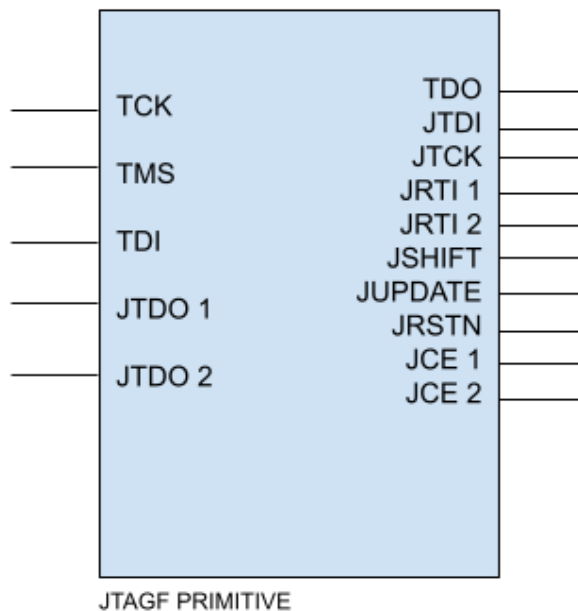 TCK
TMS
TDI
JTDO 1
JTDO 2
TDO
JTDI
JTCK
JRTI 1
JRTI 2
JSHIFT
JUPDATE
JRSTN
JCE 1
JCE 2
JTAGF PRIMITIVE